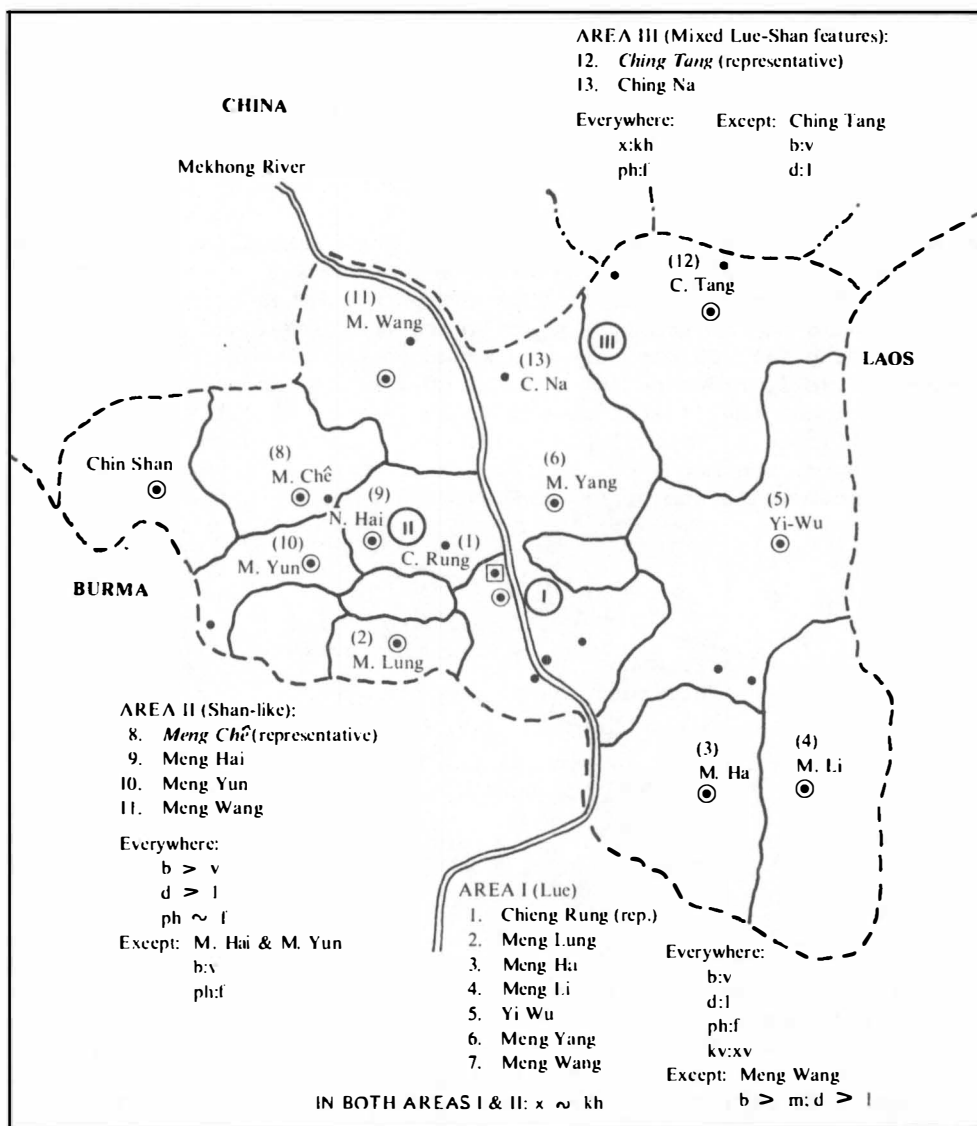 AREA III (Mixed Lue-Shan features):
12. Ching Tang (representative)
13. Ching Na
Everywhere: Except: Ching Tang
x:kh b:v
ph:f d:l
CHINA
Mekhong River
(11)
M. Wang
(12)
C. Tang
III
(13)
C. Na
LAOS
Chin Shan
(8)
M. Chê
(9)
N. Hai
II
(10)
M. Yun
(1)
C. Rung
(6)
M. Yang
(5)
Yi-Wu
BURMA
I
(2)
M. Lung
(3)
M. Ha
(4)
M. Li
AREA II (Shan-like):
8. Meng Chê (representative)
9. Meng Hai
10. Meng Yun
11. Meng Wang
Everywhere:
b > v
d > l
ph ~ f
Except: M. Hai & M. Yun
b:v
ph:f
AREA I (Lue)
1. Chieng Rung (rep.)
2. Meng Lung
3. Meng Ha
4. Meng Li
5. Yi Wu
6. Meng Yang
7. Meng Wang
Everywhere:
b:v
d:l
ph:f
kv:xv
Except: Meng Wang
b > m; d > l
IN BOTH AREAS I & II: x ~ kh